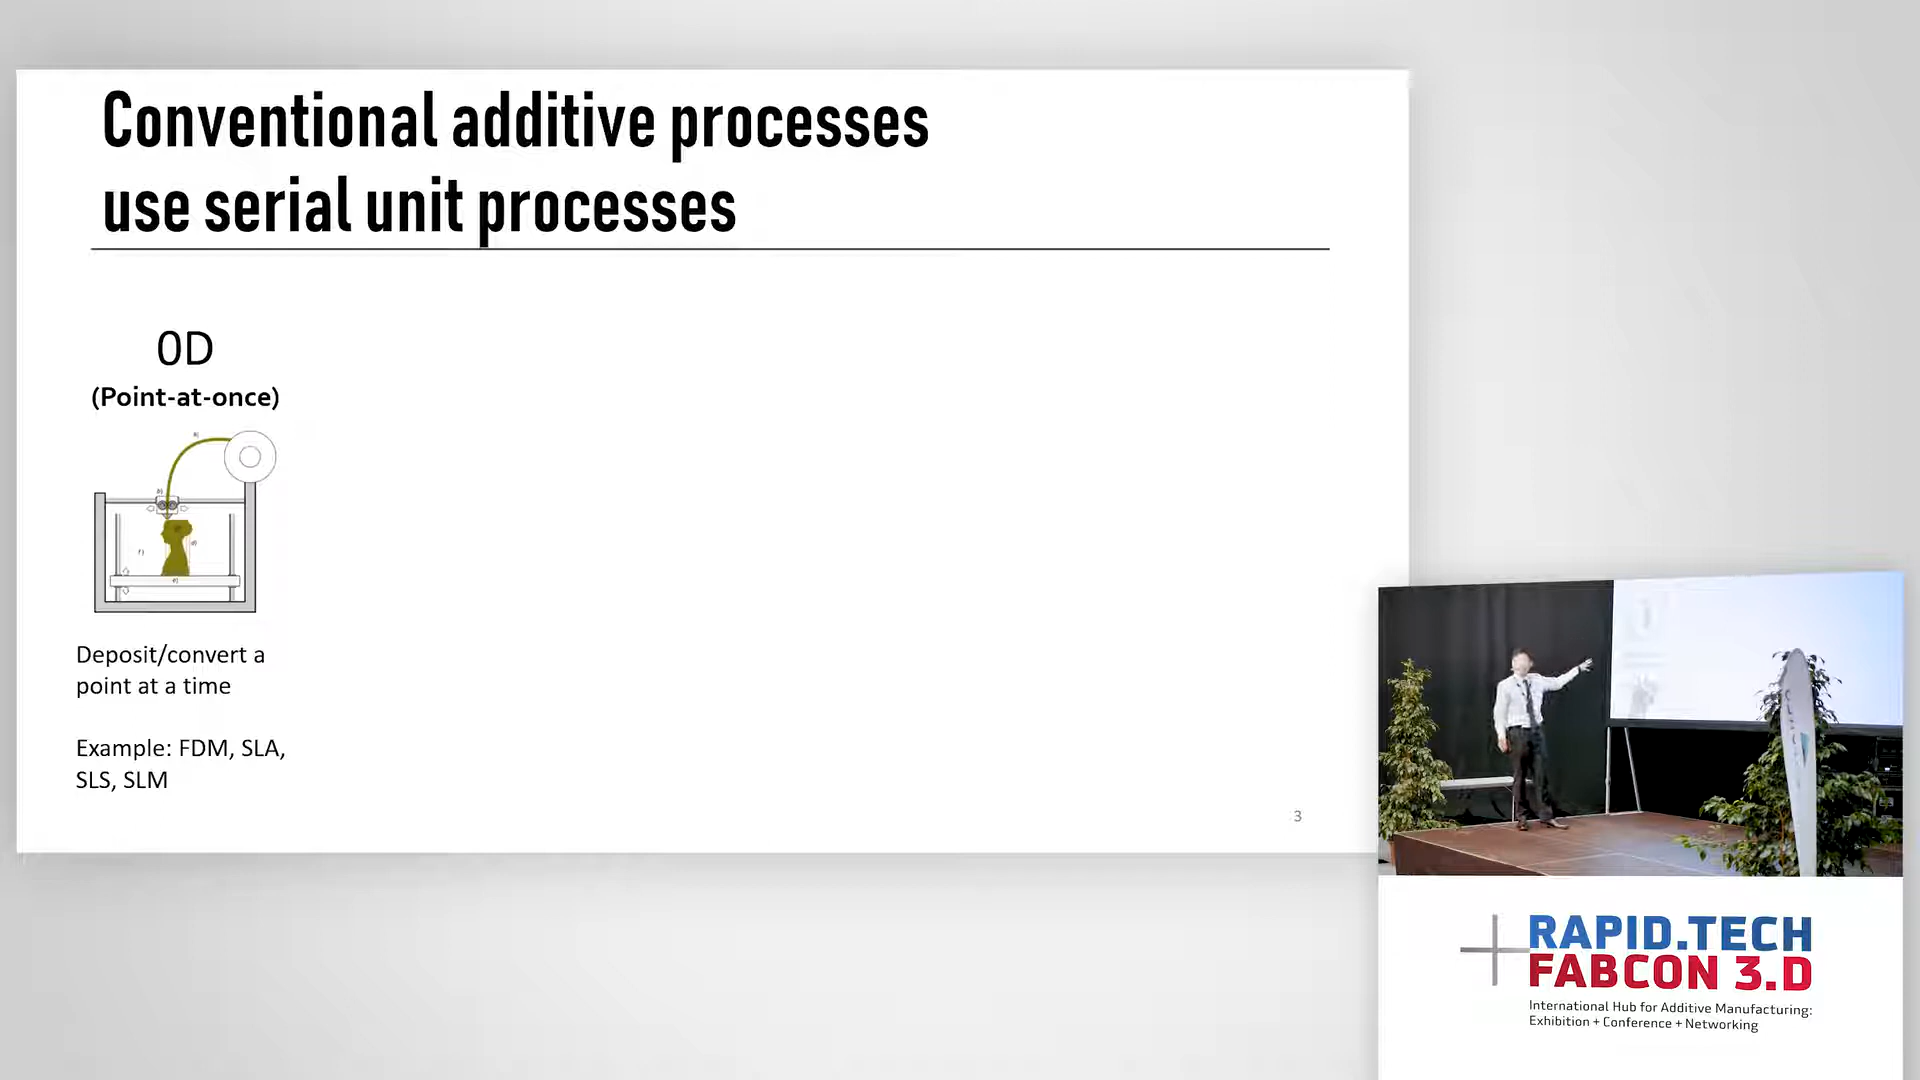 Conventional additive processes
use serial unit processes
0D
(Point-at-once)
Deposit/convert a
point at a time
Example: FDM, SLA,
SLS, SLM
3
RAPID.TECH
FABCON 3.D
International Hub for Additive Manufacturing:
Exhibition + Conference + Networking